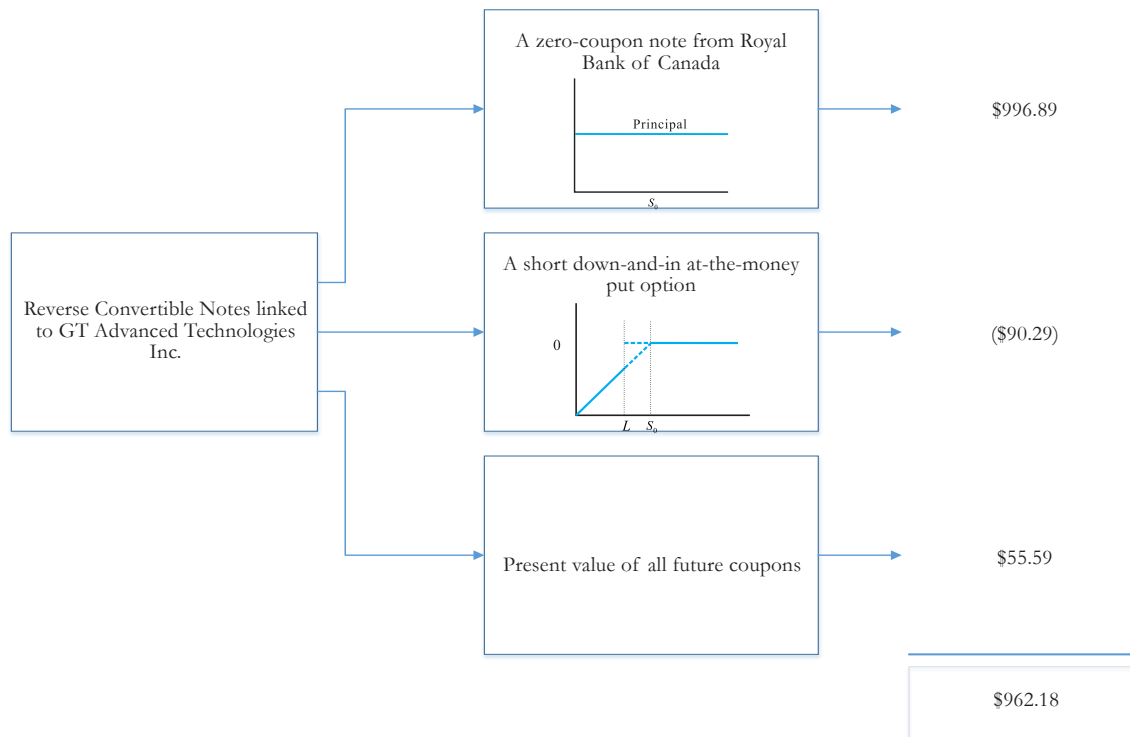 A zero-coupon note from Royal
Bank of Canada
Principal
S₀
$996.89
Reverse Convertible Notes linked
to GT Advanced Technologies
Inc.
A short down-and-in at-the-money
put option
0
L S₀
($90.29)
Present value of all future coupons
$55.59
$962.18